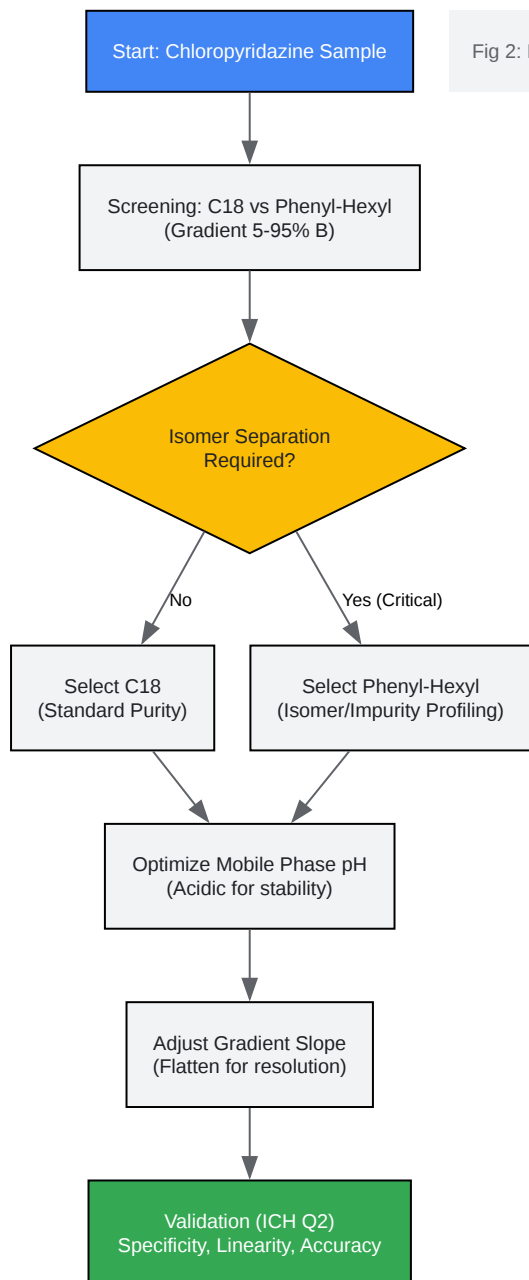 Start: Chloropyridazine Sample
Fig 2:
Screening: C18 vs Phenyl-Hexyl
(Gradient 5-95% B)
Isomer Separation
Required?
No
Yes (Critical)
Select C18
(Standard Purity)
Select Phenyl-Hexyl
(Isomer/Impurity Profiling)
Optimize Mobile Phase pH
(Acidic for stability)
Adjust Gradient Slope
(Flatten for resolution)
Validation (ICH Q2)
Specificity, Linearity, Accuracy